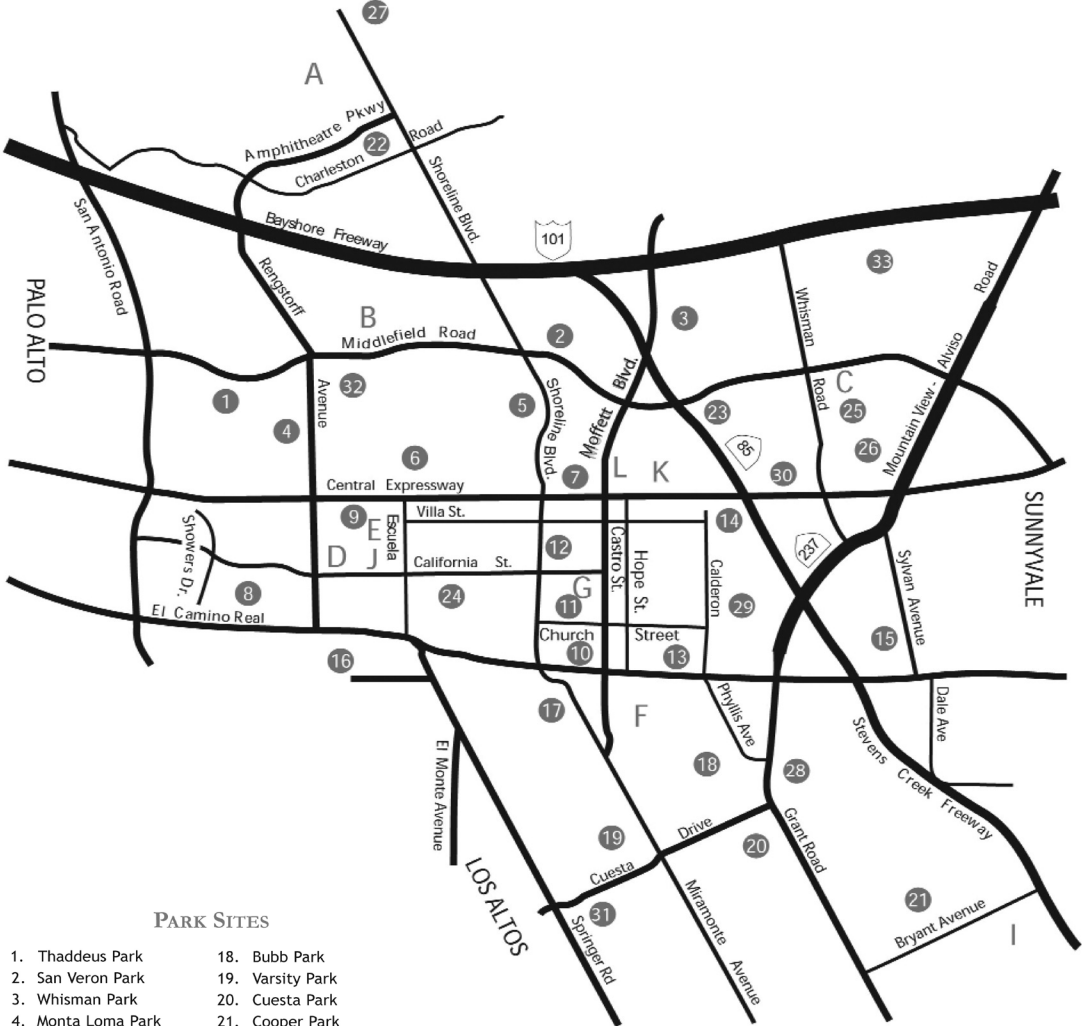 27
A
Amphitheatre Pkwy
22
Charleston Road
Shoreline Blvd.
San Antonio Road
Bayshore Freeway
101
33
Rengstorff
Whisman
Mountain View - Alviso Road
PALO ALTO
B
Middlefield Road
2
3
1
32
Avenue
4
5
Shoreline Blvd.
Moffett Blvd.
23
Road
C
25
26
85
6
7
L
K
30
Central Expressway
Villa St.
9
E
Escuela
14
SUNNYVALE
Showers Dr.
D
J
California St.
12
Castro St.
Hope St.
Calderon
237
Sylvan Avenue
8
24
G
11
29
El Camino Real
Church Street
10
13
15
16
17
F
Phyllis Ave
Dale Ave
18
28
Stevens Creek Freeway
El Monte Avenue
19
Drive
20
Grant Road
Cuesta
LOS ALTOS
31
Springer Rd
Miramonte Avenue
21
Bryant Avenue
I
PARK SITES
1. Thaddeus Park
2. San Veron Park
3. Whisman Park
4. Monta Loma Park
18. Bubb Park
19. Varsity Park
20. Cuesta Park
21. Cooper Park